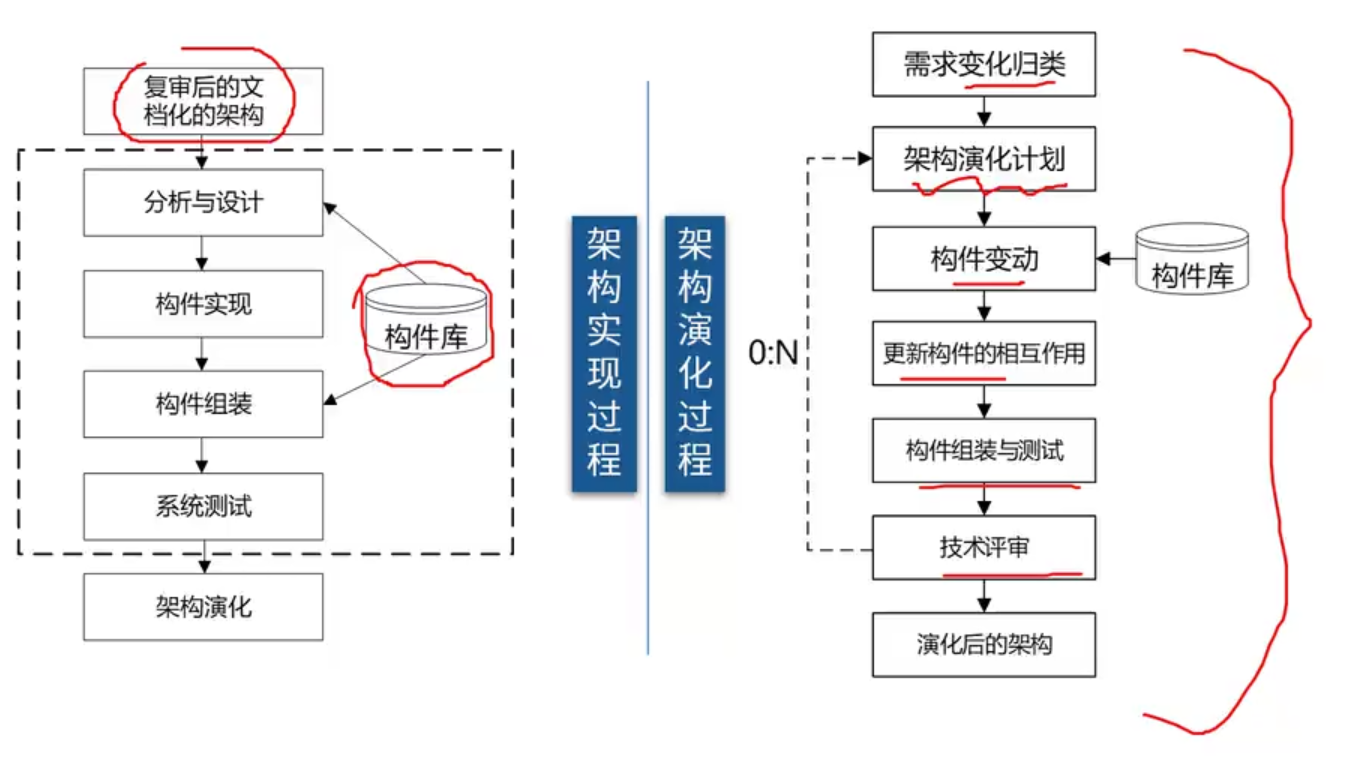 复审后的文
档化的架构
分析与设计
构件实现
构件组装
系统测试
架构演化
构件库
架构实现过程
架构演化过程
0:N
需求变化归类
架构演化计划
构件变动
构件库
更新构件的相互作用
构件组装与测试
技术评审
演化后的架构